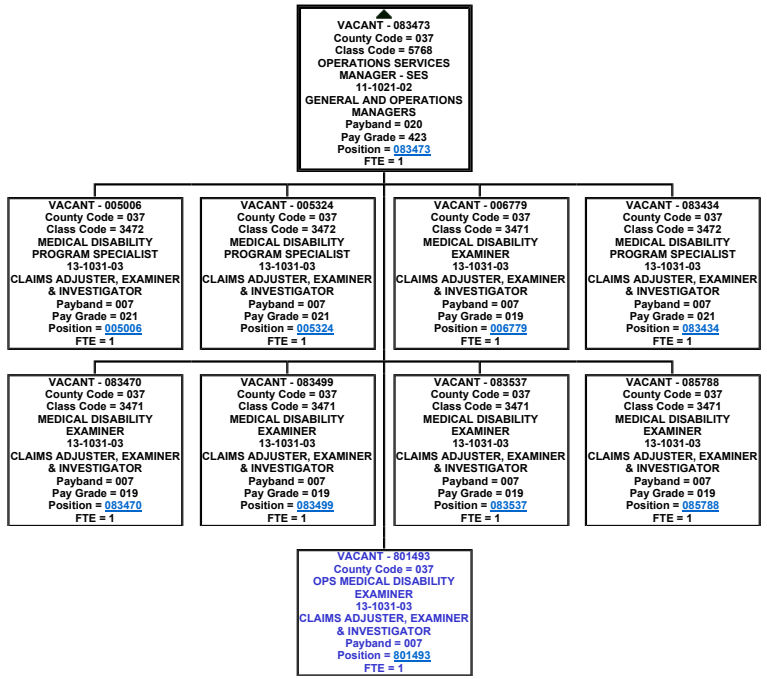 VACANT - 083473
County Code = 037
Class Code = 5768
OPERATIONS SERVICES
MANAGER - SES
11-1021-02
GENERAL AND OPERATIONS
MANAGERS
Payband = 020
Pay Grade = 423
Position = 083473
FTE = 1
VACANT - 005006
County Code = 037
Class Code = 3472
MEDICAL DISABILITY
PROGRAM SPECIALIST
13-1031-03
CLAIMS ADJUSTER, EXAMINER
& INVESTIGATOR
Payband = 007
Pay Grade = 021
Position = 005006
FTE = 1
VACANT - 005324
County Code = 037
Class Code = 3472
MEDICAL DISABILITY
PROGRAM SPECIALIST
13-1031-03
CLAIMS ADJUSTER, EXAMINER
& INVESTIGATOR
Payband = 007
Pay Grade = 021
Position = 005324
FTE = 1
VACANT - 006779
County Code = 037
Class Code = 3471
MEDICAL DISABILITY
EXAMINER
13-1031-03
CLAIMS ADJUSTER, EXAMINER
& INVESTIGATOR
Payband = 007
Pay Grade = 019
Position = 006779
FTE = 1
VACANT - 083434
County Code = 037
Class Code = 3472
MEDICAL DISABILITY
PROGRAM SPECIALIST
13-1031-03
CLAIMS ADJUSTER, EXAMINER
& INVESTIGATOR
Payband = 007
Pay Grade = 021
Position = 083434
FTE = 1
VACANT - 083470
County Code = 037
Class Code = 3471
MEDICAL DISABILITY
EXAMINER
13-1031-03
CLAIMS ADJUSTER, EXAMINER
& INVESTIGATOR
Payband = 007
Pay Grade = 019
Position = 083470
FTE = 1
VACANT - 083499
County Code = 037
Class Code = 3471
MEDICAL DISABILITY
EXAMINER
13-1031-03
CLAIMS ADJUSTER, EXAMINER
& INVESTIGATOR
Payband = 007
Pay Grade = 019
Position = 083499
FTE = 1
VACANT - 083537
County Code = 037
Class Code = 3471
MEDICAL DISABILITY
EXAMINER
13-1031-03
CLAIMS ADJUSTER, EXAMINER
& INVESTIGATOR
Payband = 007
Pay Grade = 019
Position = 083537
FTE = 1
VACANT - 085788
County Code = 037
Class Code = 3471
MEDICAL DISABILITY
EXAMINER
13-1031-03
CLAIMS ADJUSTER, EXAMINER
& INVESTIGATOR
Payband = 007
Pay Grade = 019
Position = 085788
FTE = 1
VACANT - 801493
County Code = 037
OPS MEDICAL DISABILITY
EXAMINER
13-1031-03
CLAIMS ADJUSTER, EXAMINER
& INVESTIGATOR
Payband = 007
Position = 801493
FTE = 1